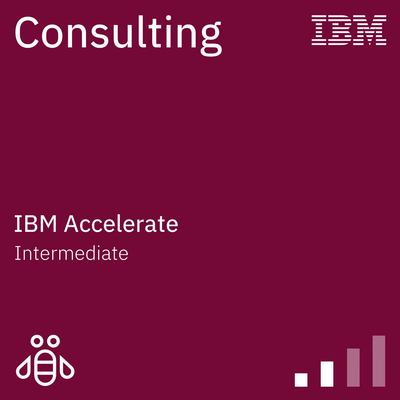 Consulting
IBM
IBM Accelerate
Intermediate